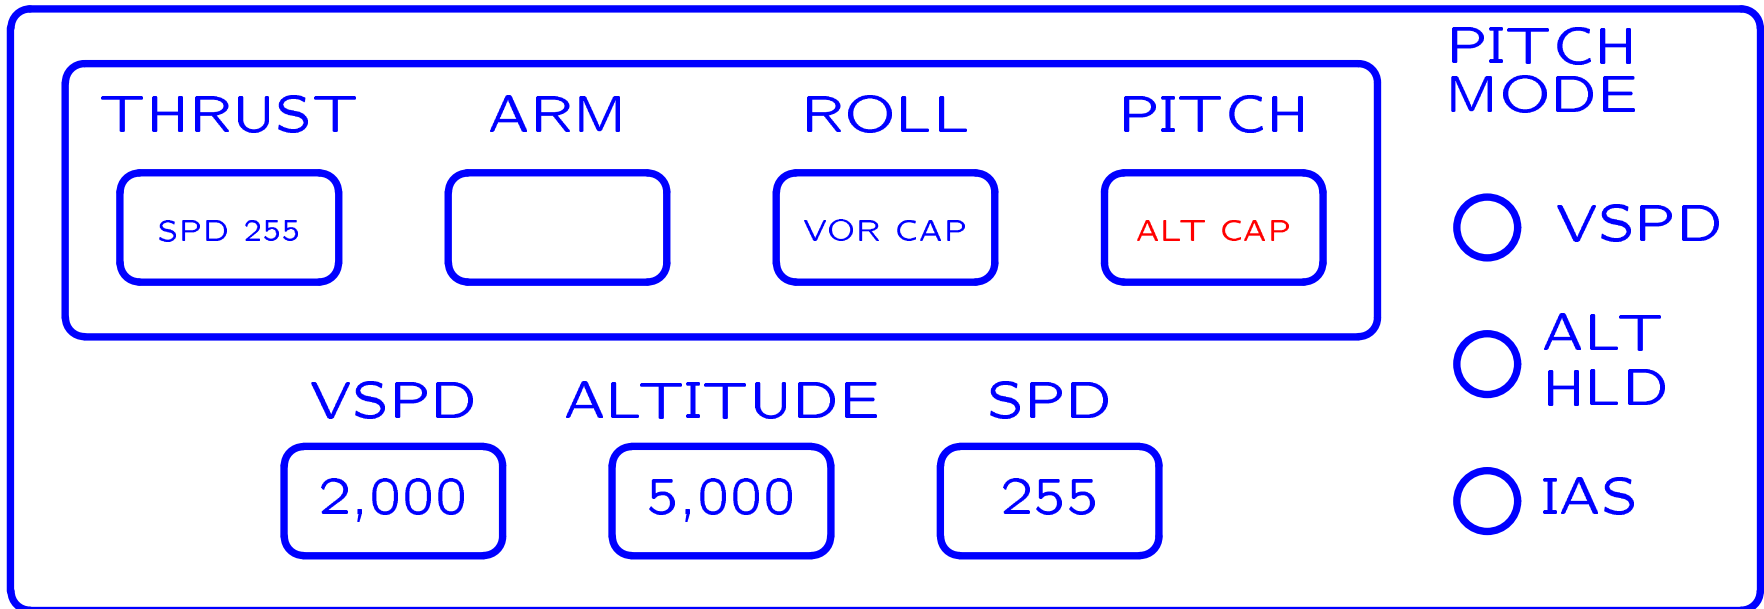 PITCH
MODE
THRUST ARM ROLL PITCH
SPD 255 VOR CAP ALT CAP
VSPD
ALT
HLD
VSPD ALTITUDE SPD
2,000 5,000 255
IAS